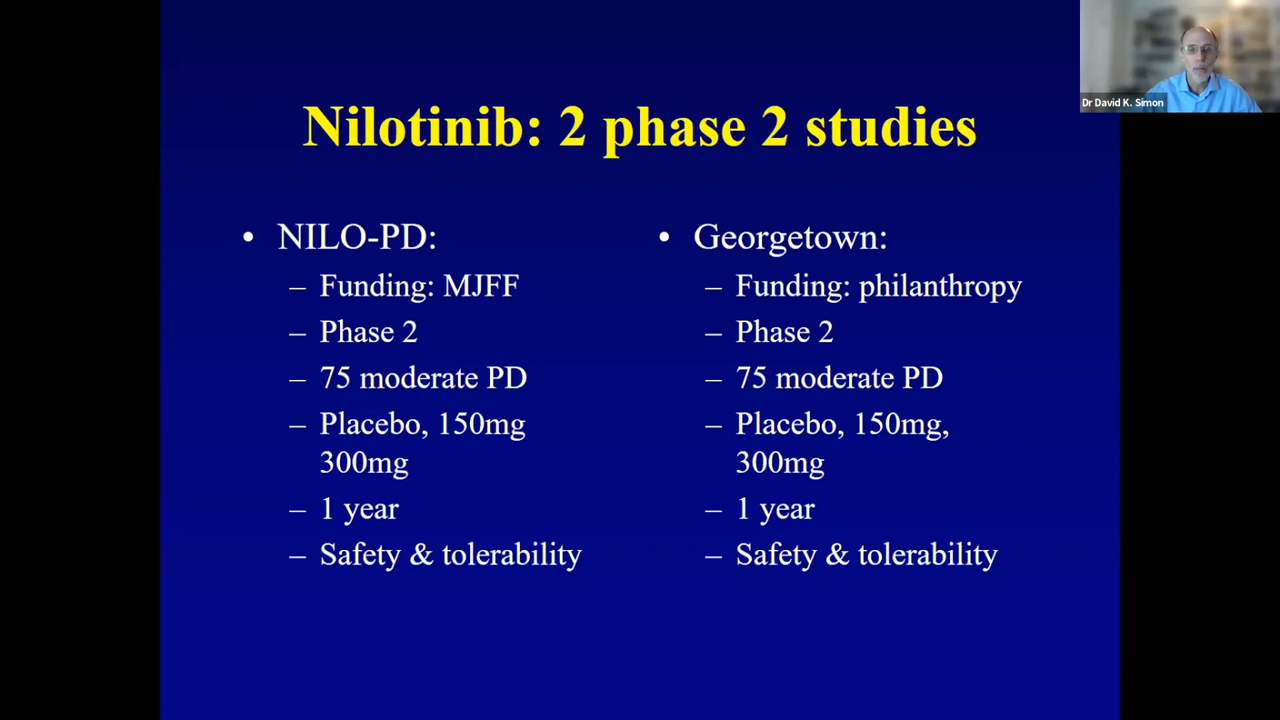 Nilotinib: 2 phase 2 studies
• NILO-PD:
– Funding: MJFF
– Phase 2
– 75 moderate PD
– Placebo, 150mg
300mg
– 1 year
– Safety & tolerability
• Georgetown:
– Funding: philanthropy
– Phase 2
– 75 moderate PD
– Placebo, 150mg,
300mg
– 1 year
– Safety & tolerability
Dr David K. Simon